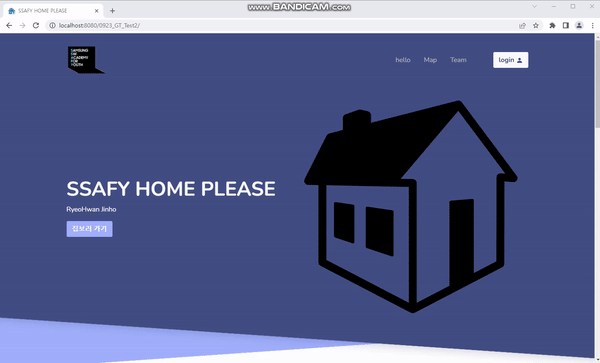 www.BANDICAM.com
SSAFY HOME PLEASE
localhost:8080/0923_GT_Test2/
SAMSUNG
SW
ACADEMY
FOR
YOUTH
hello Map Team login
SSAFY HOME PLEASE
RyeoHwan Jinho
집보러 가기